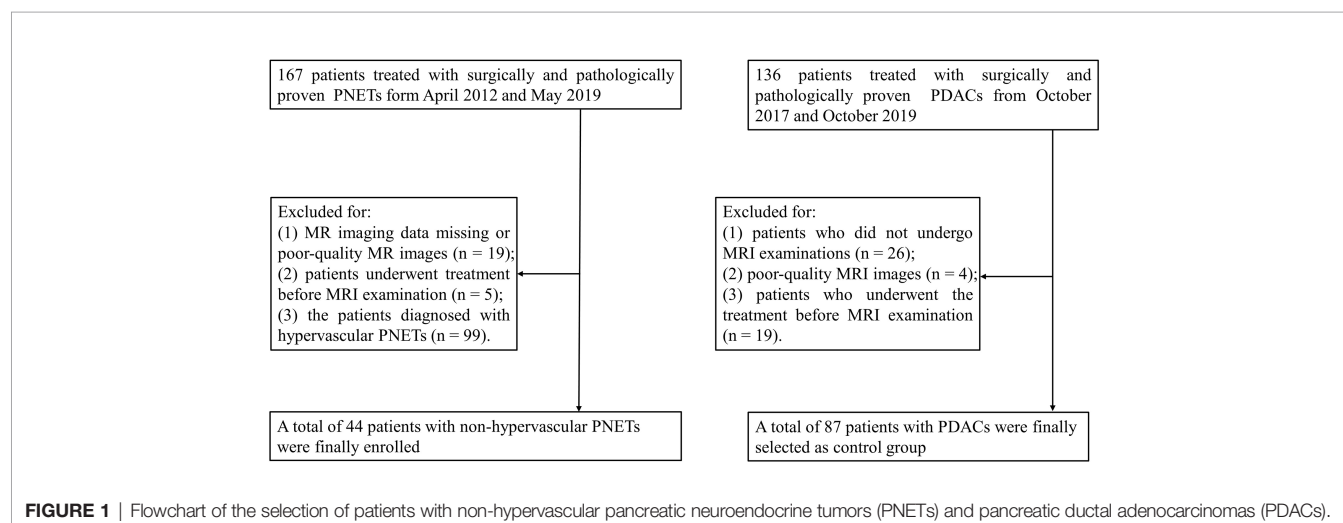 167 patients treated with surgically and pathologically
proven PNETs form April 2012 and May 2019
136 patients treated with surgically and
pathologically proven PDACs from October
2017 and October 2019
Excluded for:
(1) MR imaging data missing or
poor-quality MR images (n = 19);
(2) patients underwent treatment
before MRI examination (n = 5);
(3) the patients diagnosed with
hypervascular PNETs (n = 99).
Excluded for:
(1) patients who did not undergo
MRI examinations (n = 26);
(2) poor-quality MRI images (n = 4);
(3) patients who underwent the
treatment before MRI examination
(n = 19).
A total of 44 patients with non-hypervascular PNETs
were finally enrolled
A total of 87 patients with PDACs were finally
selected as control group
FIGURE 1 | Flowchart of the selection of patients with non-hypervascular pancreatic neuroendocrine tumors (PNETs) and pancreatic ductal adenocarcinomas (PDACs).